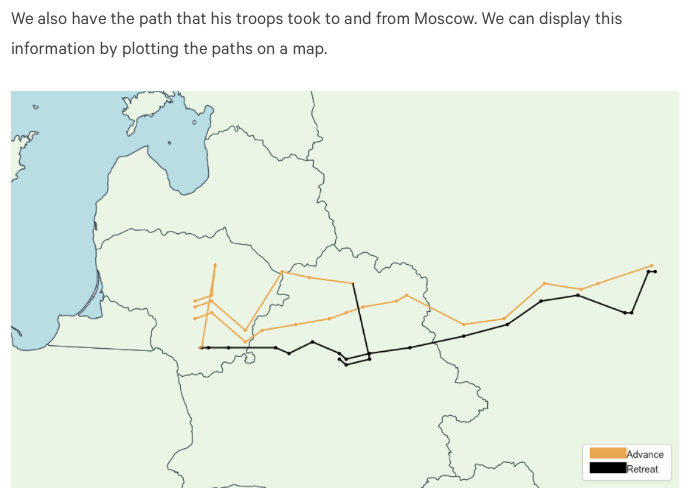 We also have the path that his troops took to and from Moscow. We can display this
information by plotting the paths on a map.
Advance
Retreat